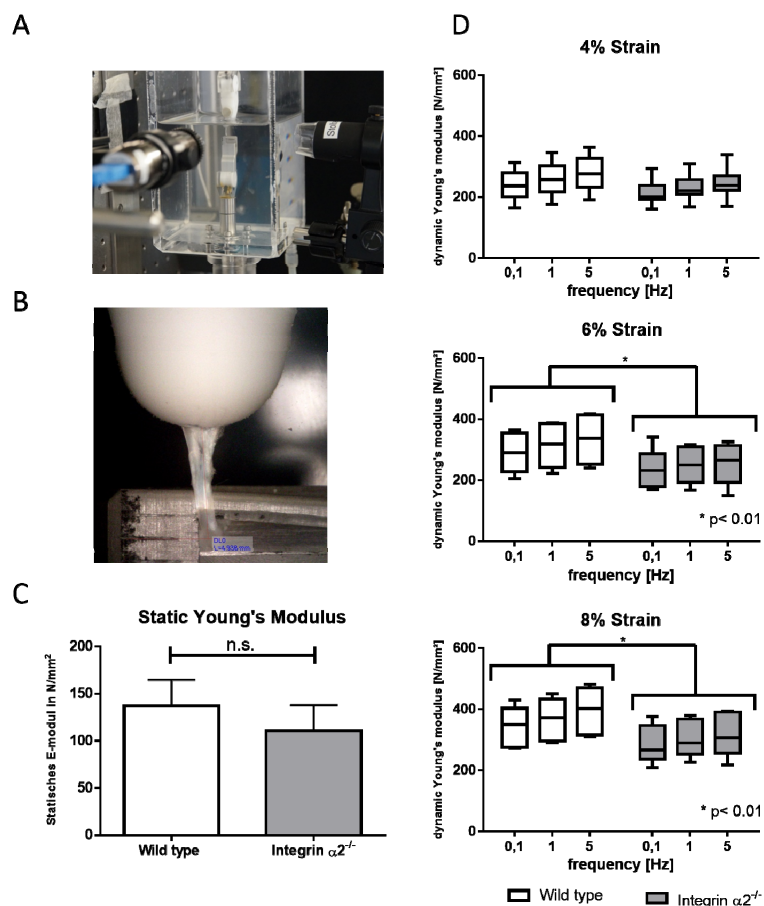 A
Stol
B
DL0
C
Static Young's Modulus
n.s.
Statisches E-modul in N/mm²
200
150
100
50
0
Wild type
Integrin α2⁻/⁻
D
4% Strain
dynamic Young's modulus [N/mm²]
600
400
200
0
0,1 1 5 0,1 1 5
frequency [Hz]
6% Strain
dynamic Young's modulus [N/mm²]
600
400
200
0
*
* p< 0.01
0,1 1 5 0,1 1 5
frequency [Hz]
8% Strain
dynamic Young's modulus [N/mm²]
600
400
200
0
*
* p< 0.01
0,1 1 5 0,1 1 5
frequency [Hz]
Wild type Integrin α2⁻/⁻